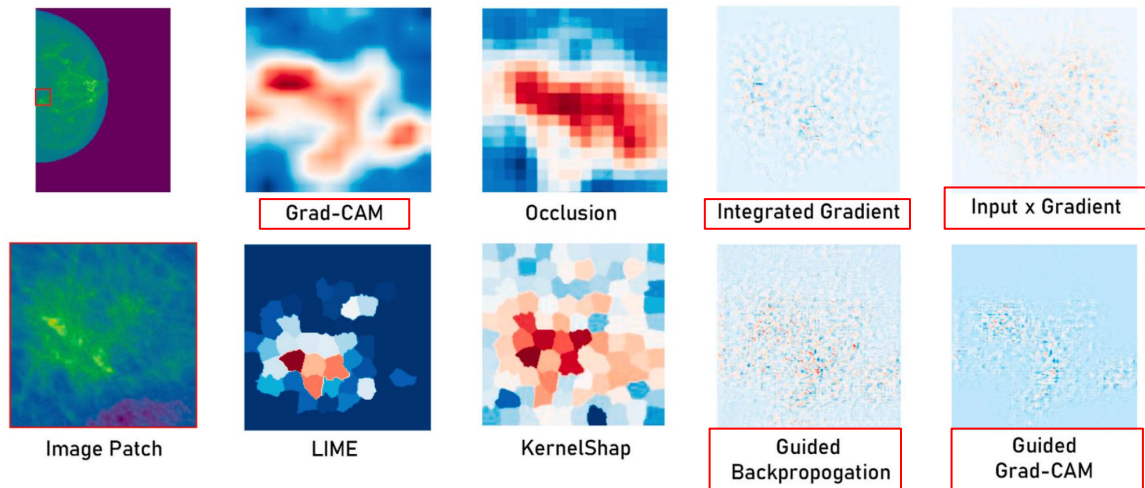 Grad-CAM
Occlusion
Integrated Gradient
Input x Gradient
Image Patch
LIME
KernelShap
Guided
Backpropogation
Guided
Grad-CAM